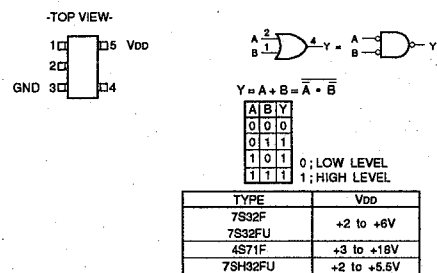 -TOP VIEW-
1 5 VDD
2
GND 3 4
A 2 4 Y = A Y
B 1 B
Y = A + B = A̅ • B̅
A B Y
0 0 0
0 1 1
1 0 1
1 1 1
0 ; LOW LEVEL
1 ; HIGH LEVEL
TYPE VDD
7S32F +2 to +6V
7S32FU
4S71F +3 to +18V
7SH32FU +2 to +5.5V